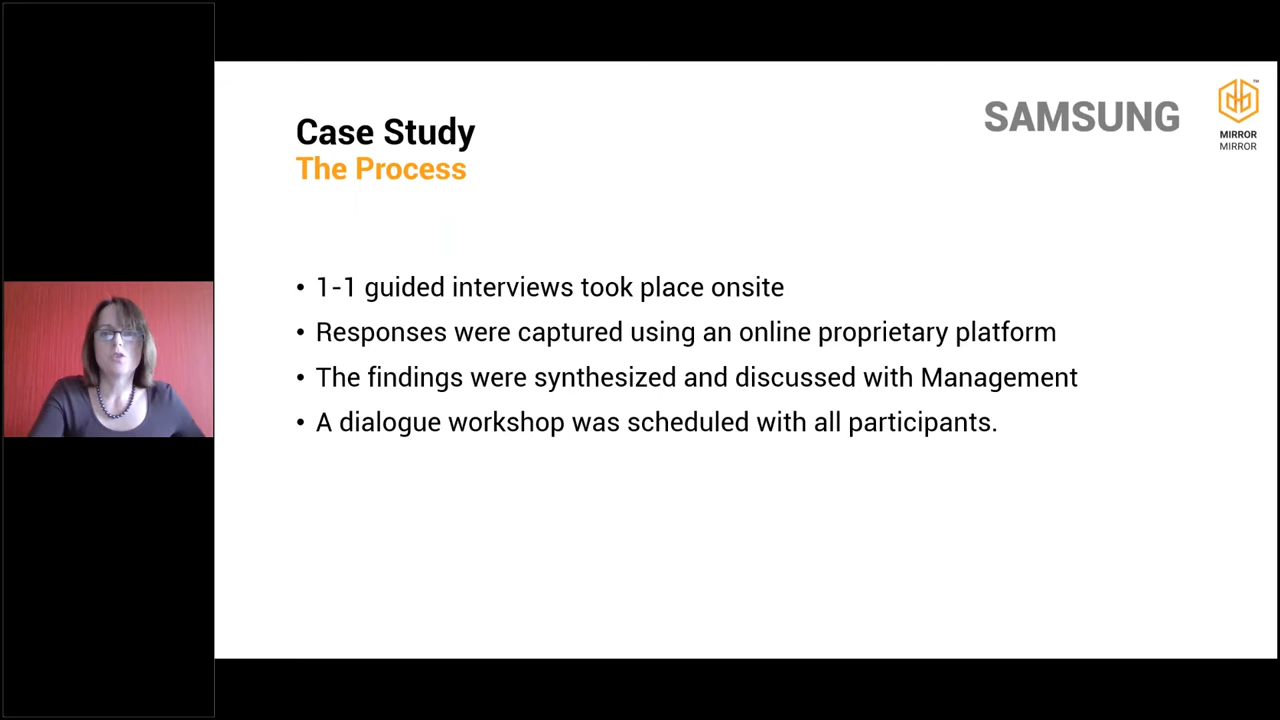 Case Study
The Process
SAMSUNG
TM
MIRROR
MIRROR
• 1-1 guided interviews took place onsite
• Responses were captured using an online proprietary platform
• The findings were synthesized and discussed with Management
• A dialogue workshop was scheduled with all participants.